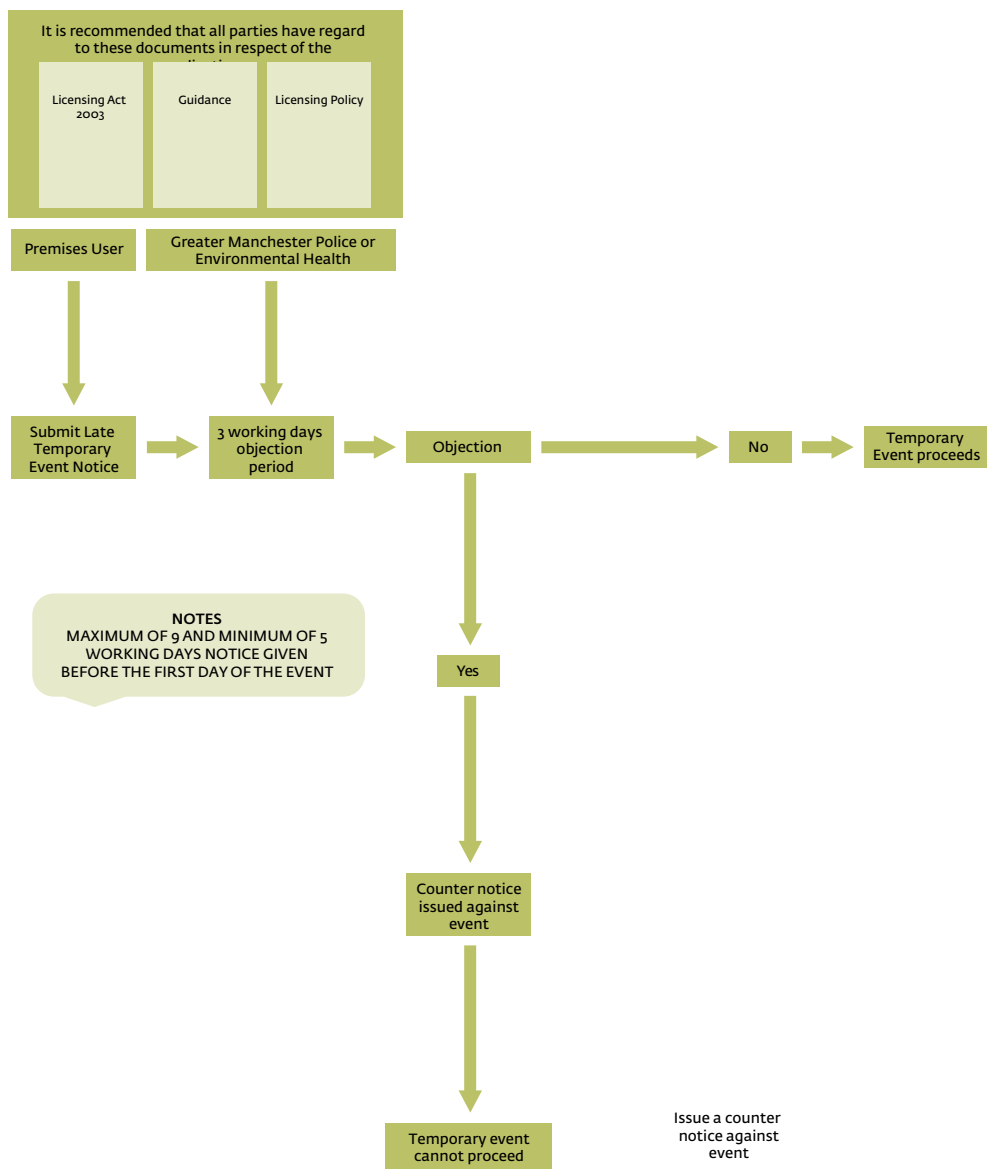 It is recommended that all parties have regard
to these documents in respect of the
Licensing Act
2003
Guidance
Licensing Policy
Premises User
Greater Manchester Police or
Environmental Health
Submit Late
Temporary
Event Notice
3 working days
objection
period
Objection
No
Temporary
Event proceeds
NOTES
MAXIMUM OF 9 AND MINIMUM OF 5
WORKING DAYS NOTICE GIVEN
BEFORE THE FIRST DAY OF THE EVENT
Yes
Counter notice
issued against
event
Temporary event
cannot proceed
Issue a counter
notice against
event